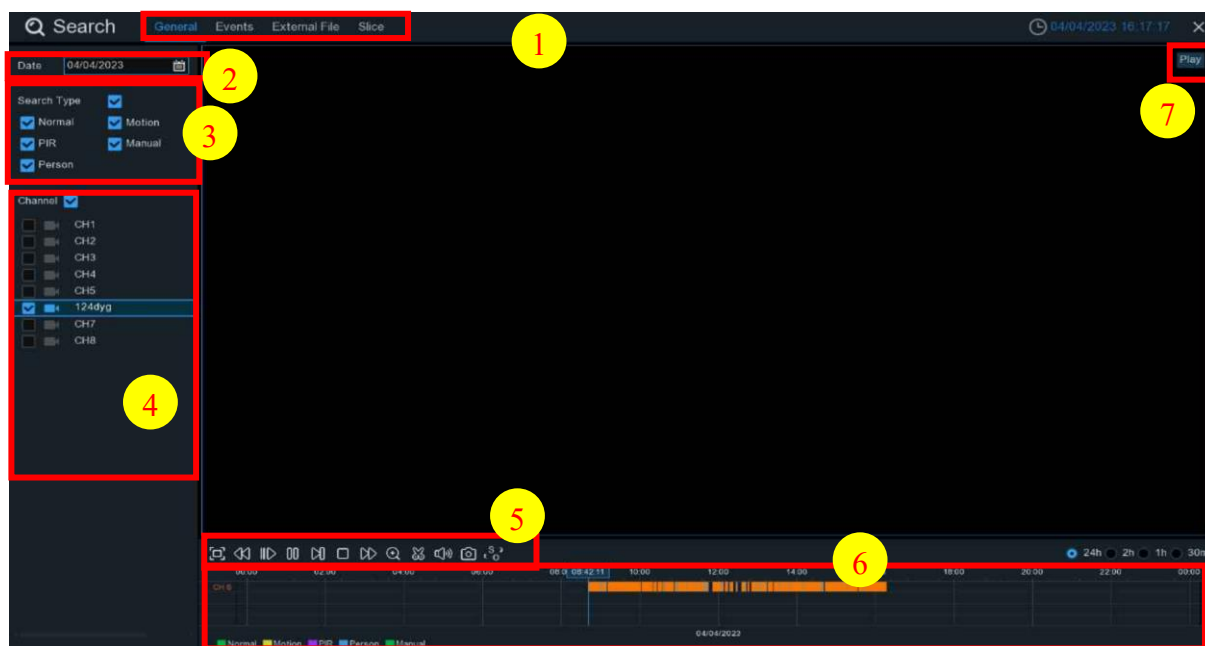 Search General Events External File Slice 04/04/2023 16:17:17
1
Date 04/04/2023
2
Play
7
Search Type
Normal Motion
3
PIR Manual
Person
Channel
CH1
CH2
CH3
CH4
CH5
124dyg
CH7
CH8
4
5
24h 2h 1h 30m
6
00:00 02:00 04:00 06:00 08:0 08:42:11 10:00 12:00 14:00 18:00 20:00 22:00 00:00
CH 6
04/04/2023
Normal Motion PIR Person Manual